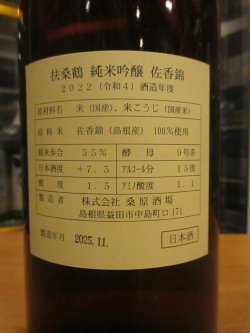 扶桑鶴 純米吟醸 佐香錦
2022（令和4）酒造年度
原材料名 米（国産）、米こうじ（国産米）
原料米 佐香錦（島根産）100％使用
精米歩合 55％ 酵母 9号系
日本酒度 ＋7.5 アルコール分 15度
酸度 1.5 アミノ酸度 1.1
製造者 株式会社 桑原酒場
島根県益田市中島町ロ171
製造年月 2025.11.
日本酒